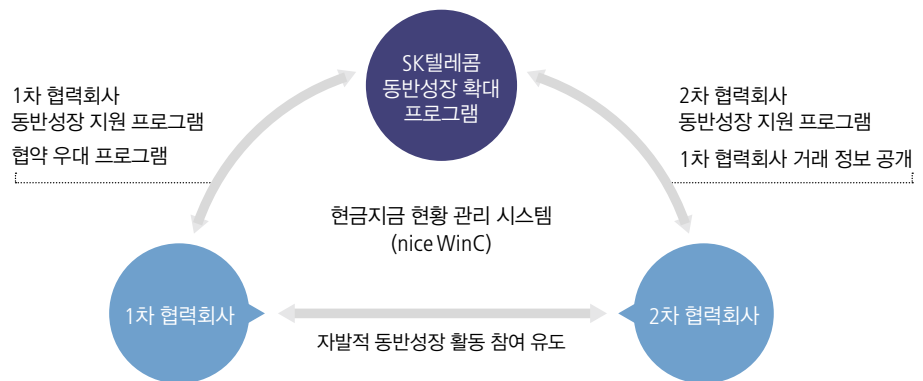 SK텔레콤
동반성장 확대
프로그램
1차 협력회사
동반성장 지원 프로그램
협약 우대 프로그램
2차 협력회사
동반성장 지원 프로그램
1차 협력회사 거래 정보 공개
현금지금 현황 관리 시스템
(nice WinC)
1차 협력회사
2차 협력회사
자발적 동반성장 활동 참여 유도